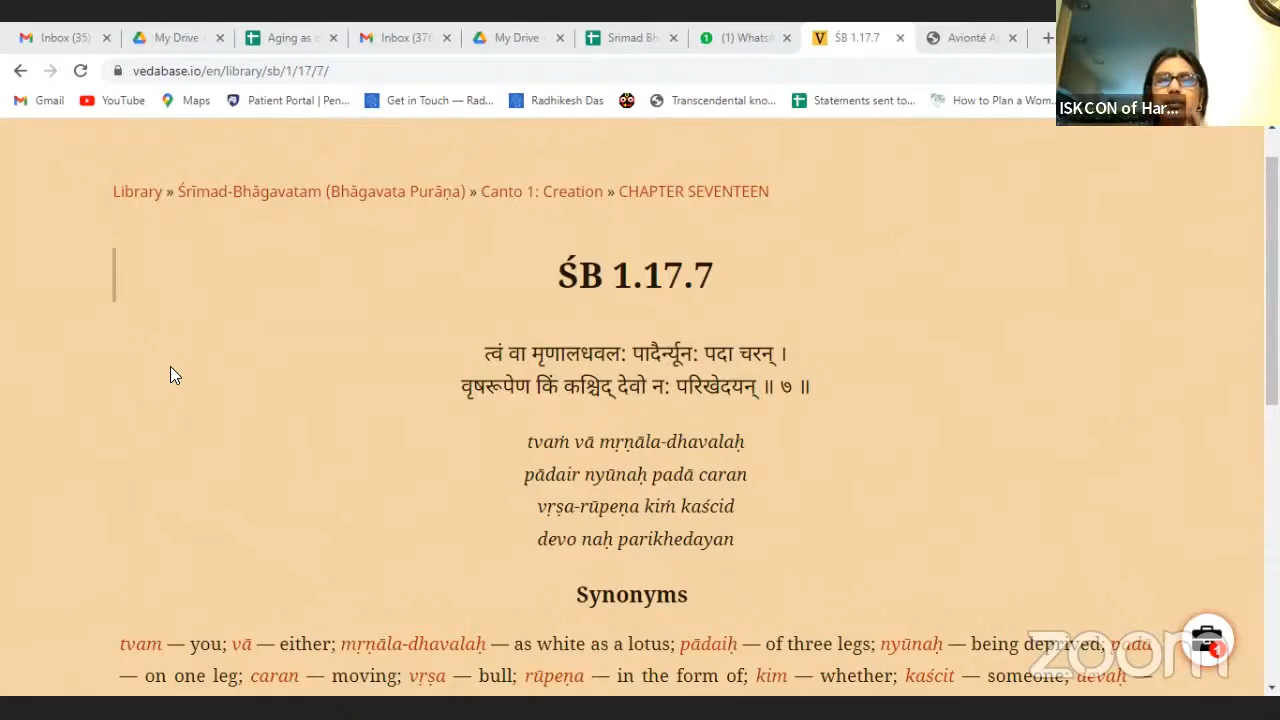 Inbox (35)
My Drive -
Aging as
Inbox (376
My Drive -
Srimad Bh
(1) Whats
ŚB 1.17.7
Avionté A
vedabase.io/en/library/sb/1/17/7/
Gmail
YouTube
Maps
Patient Portal | Pen...
Get in Touch — Rad...
Radhikesh Das
Transcendental kno...
Statements sent to...
How to Plan a Wom
ISKCON of Har...
Library » Śrīmad-Bhāgavatam (Bhāgavata Purāṇa) » Canto 1: Creation » CHAPTER SEVENTEEN
ŚB 1.17.7
त्वं वा मृणालधवल: पादैर्न्यून: पदा चरन् ।
वृषरूपेण किं कश्चिद् देवो न: परिखेदयन् ॥ ७ ॥
tvaṁ vā mṛṇāla-dhavalaḥ
pādair nyūnaḥ padā caran
vṛṣa-rūpeṇa kiṁ kaścid
devo naḥ parikhedayan
Synonyms
tvam — you; vā — either; mṛṇāla-dhavalaḥ — as white as a lotus; pādaiḥ — of three legs; nyūnaḥ — being deprived; padā
— on one leg; caran — moving; vṛṣa — bull; rūpeṇa — in the form of; kim — whether; kaścit — someone; devaḥ —
1
zoom